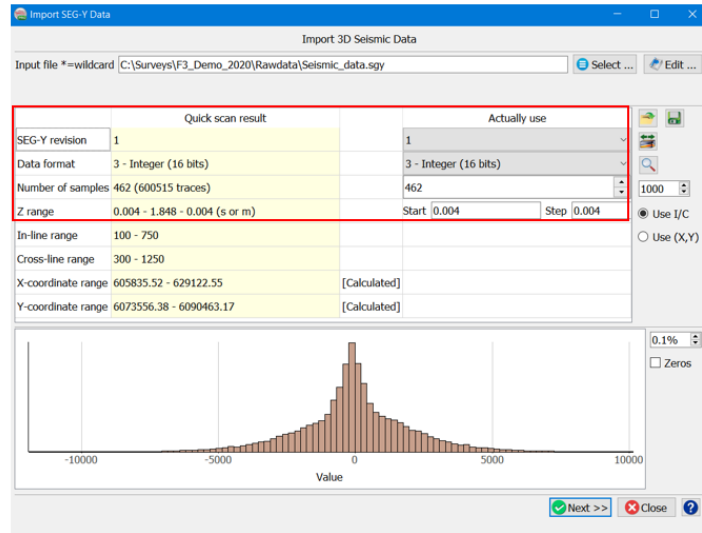 Import SEG-Y Data
Import 3D Seismic Data
Input file *=wildcard C:\Surveys\F3_Demo_2020\Rawdata\Seismic_data.sgy Select ... Edit ...
Quick scan result Actually use
SEG-Y revision 1 1
Data format 3 - Integer (16 bits) 3 - Integer (16 bits)
Number of samples 462 (600515 traces) 462 1000
Z range 0.004 - 1.848 - 0.004 (s or m) Start 0.004 Step 0.004 Use I/C
In-line range 100 - 750 Use (X,Y)
Cross-line range 300 - 1250
X-coordinate range 605835.52 - 629122.55 [Calculated]
Y-coordinate range 6073556.38 - 6090463.17 [Calculated]
0.1%
Zeros
-10000 -5000 0 5000 10000
Value
Next >> Close ?